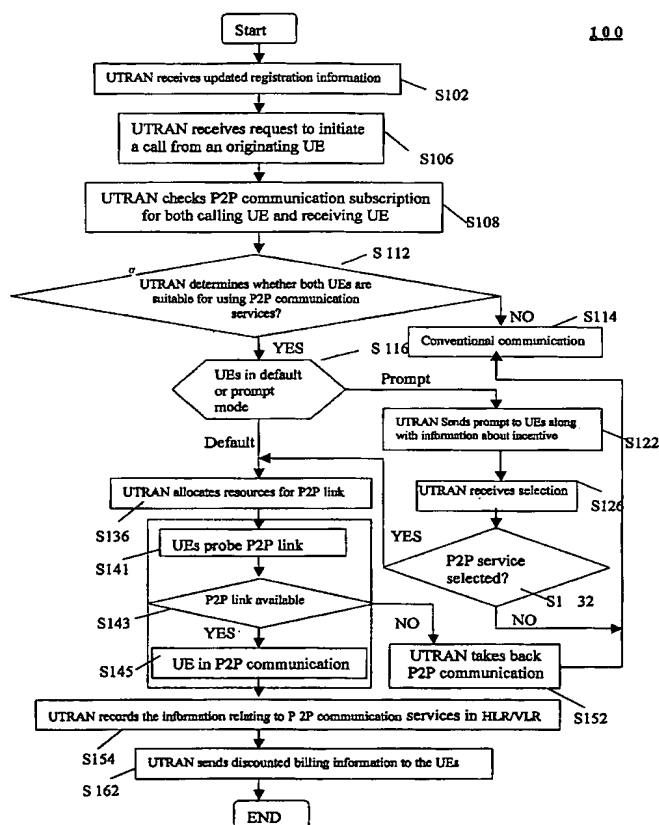 Start
100
UTRAN receives updated registration information
S102
UTRAN receives request to initiate
a call from an originating UE
S106
UTRAN checks P2P communication subscription
for both calling UE and receiving UE
S108
S 112
UTRAN determines whether both UEs are
suitable for using P2P communication
services?
NO
S114
YES
S 116
Conventional communication
UEs in default
or prompt
mode
Prompt
UTRAN Sends prompt to UEs along
with information about incentive
S122
Default
UTRAN allocates resources for P2P link
S136
UTRAN receives selection
S126
YES
UEs probe P2P link
S141
P2P service
selected?
S1 32
P2P link available
S143
NO
NO
YES
UE in P2P communication
S145
UTRAN takes back
P2P communication
S152
UTRAN records the information relating to P 2P communication services in HLR/VLR
S154
UTRAN sends discounted billing information to the UEs
S 162
END